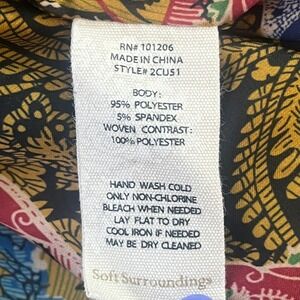 RN# 101206
MADE IN CHINA
STYLE# 2CU51
BODY:
95% POLYESTER
5% SPANDEX
WOVEN CONTRAST:
100% POLYESTER
HAND WASH COLD
ONLY NON-CHLORINE
BLEACH WHEN NEEDED
LAY FLAT TO DRY
COOL IRON IF NEEDED
MAY BE DRY CLEANED
Soft Surroundings